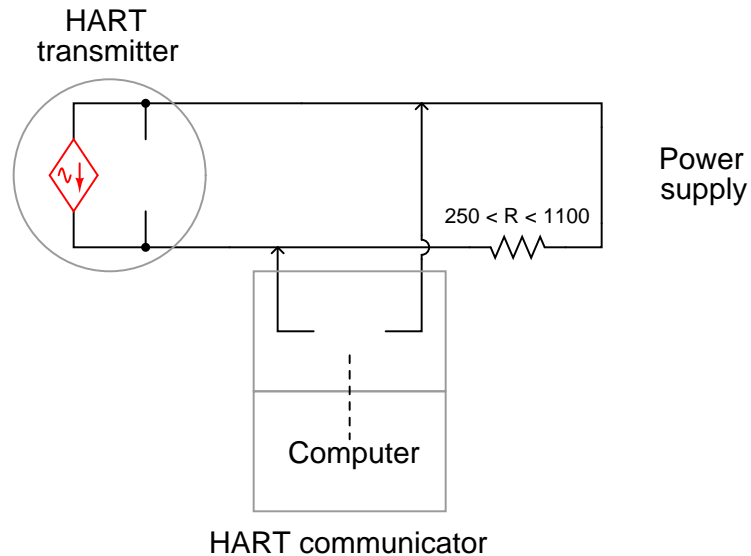 HART
transmitter
Power
supply
250 < R < 1100
Computer
HART communicator